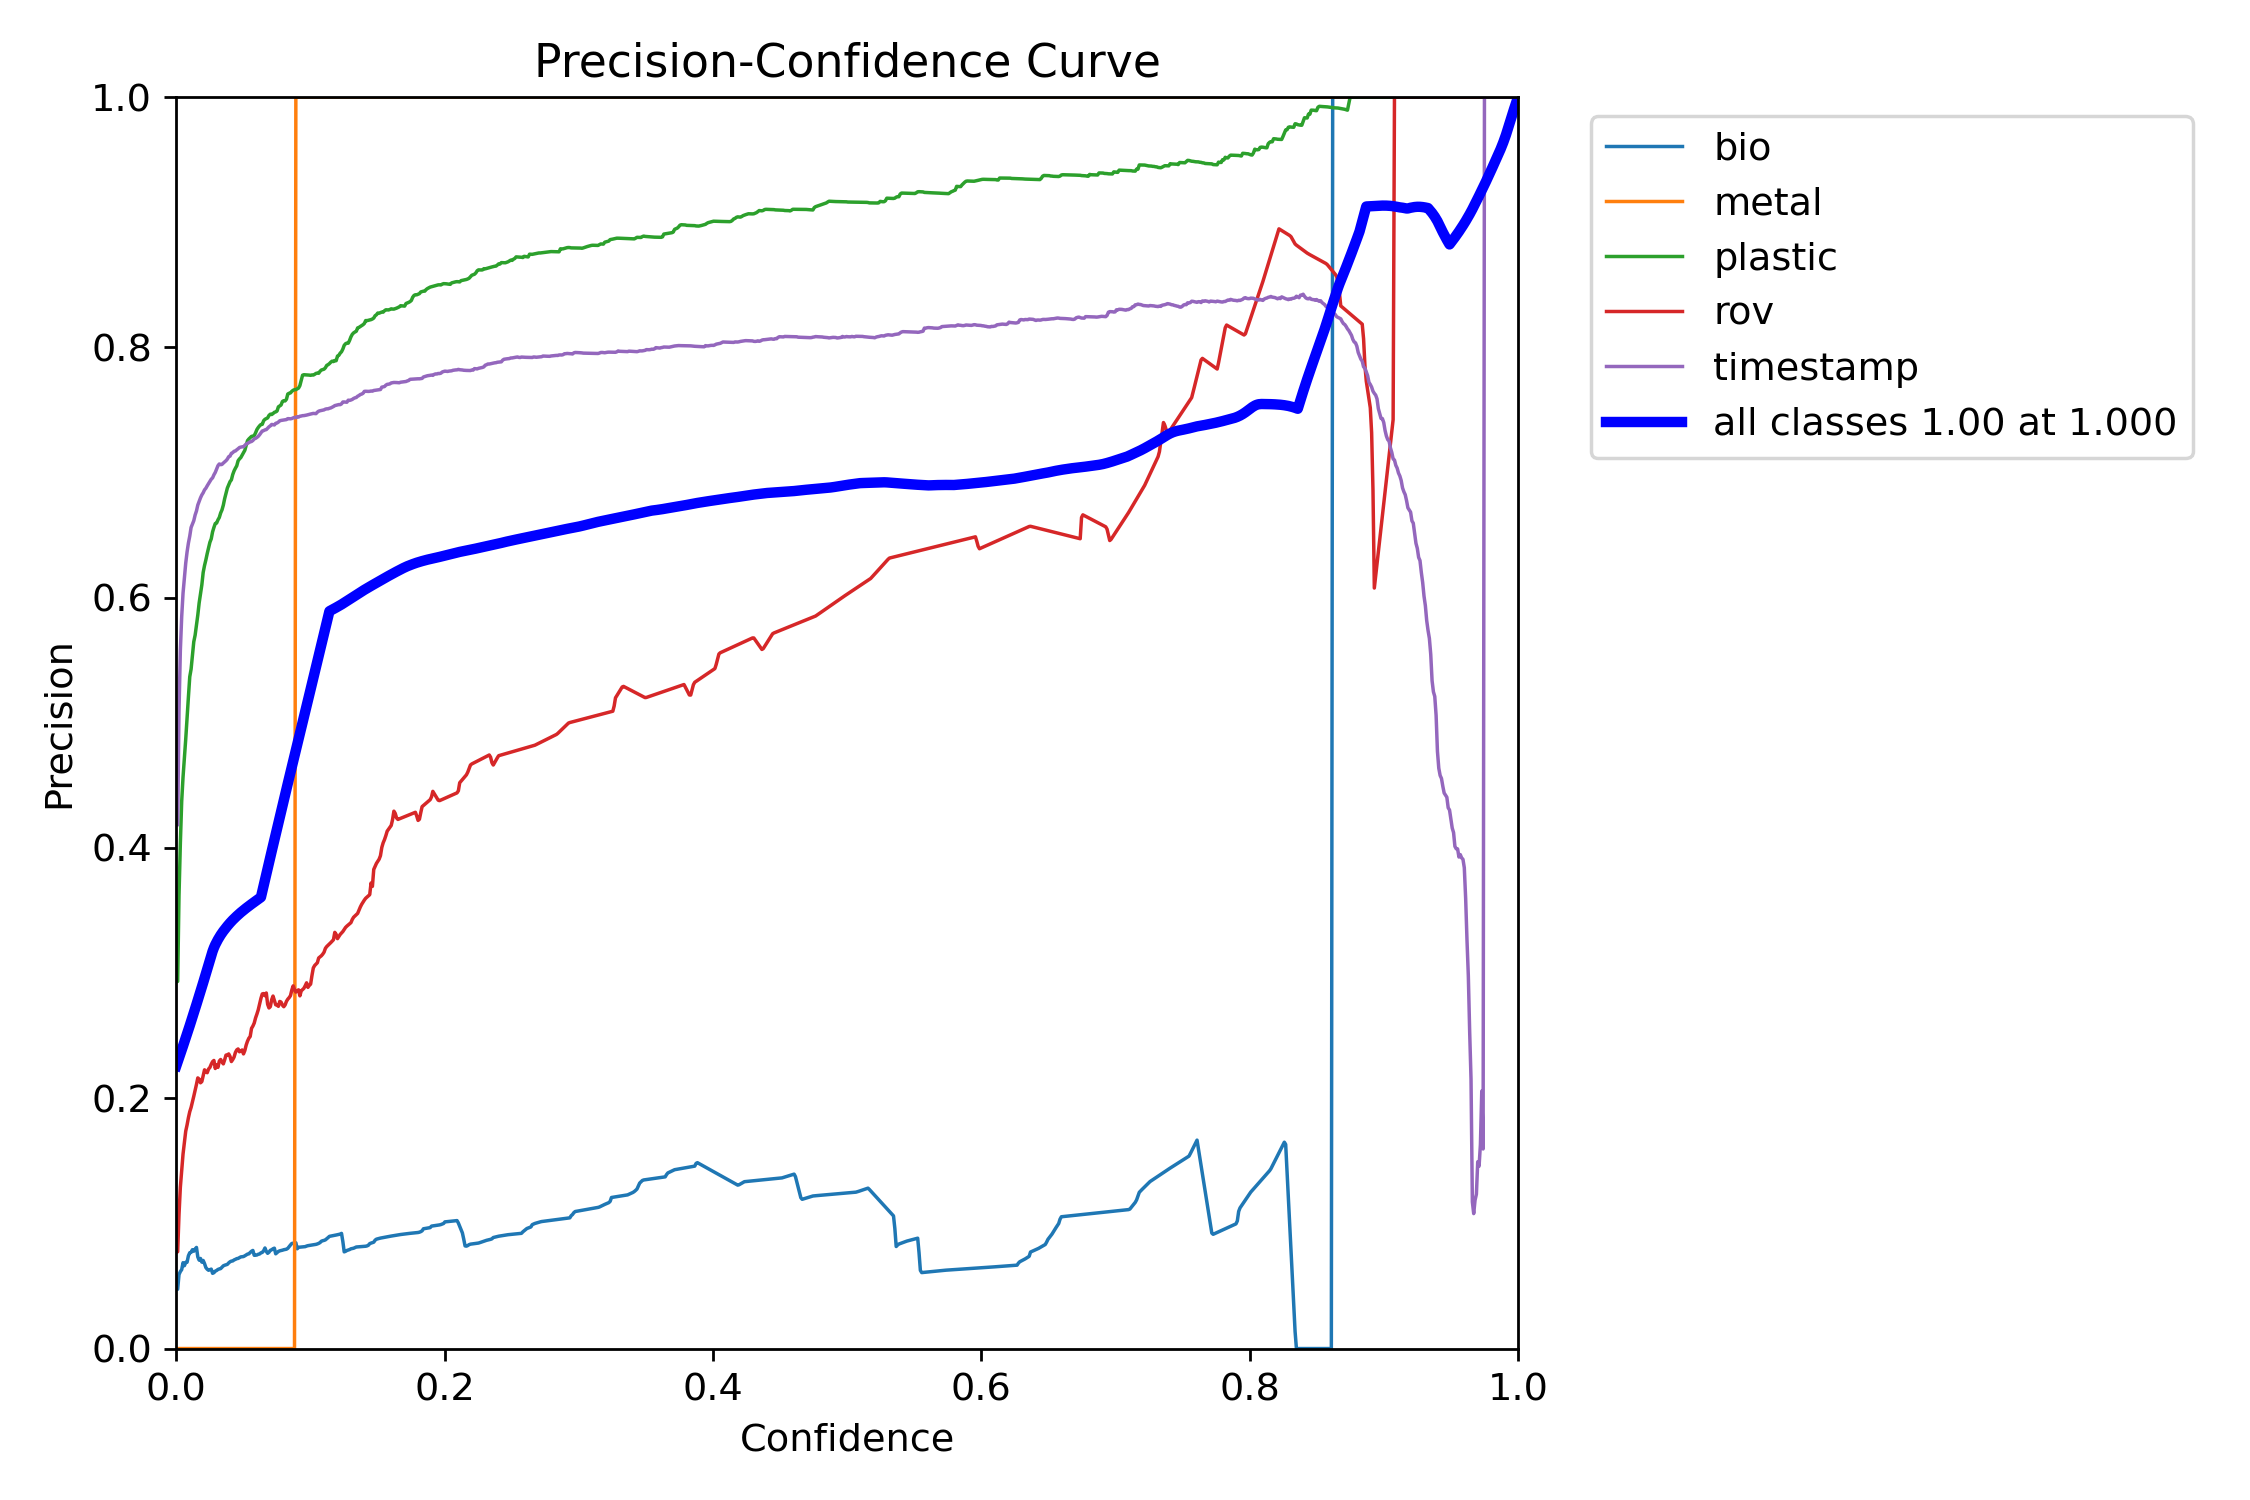 Precision-Confidence Curve
1.0
0.8
0.6
0.4
0.2
0.0
Precision
0.0 0.2 0.4 0.6 0.8 1.0
Confidence
bio
metal
plastic
rov
timestamp
all classes 1.00 at 1.000